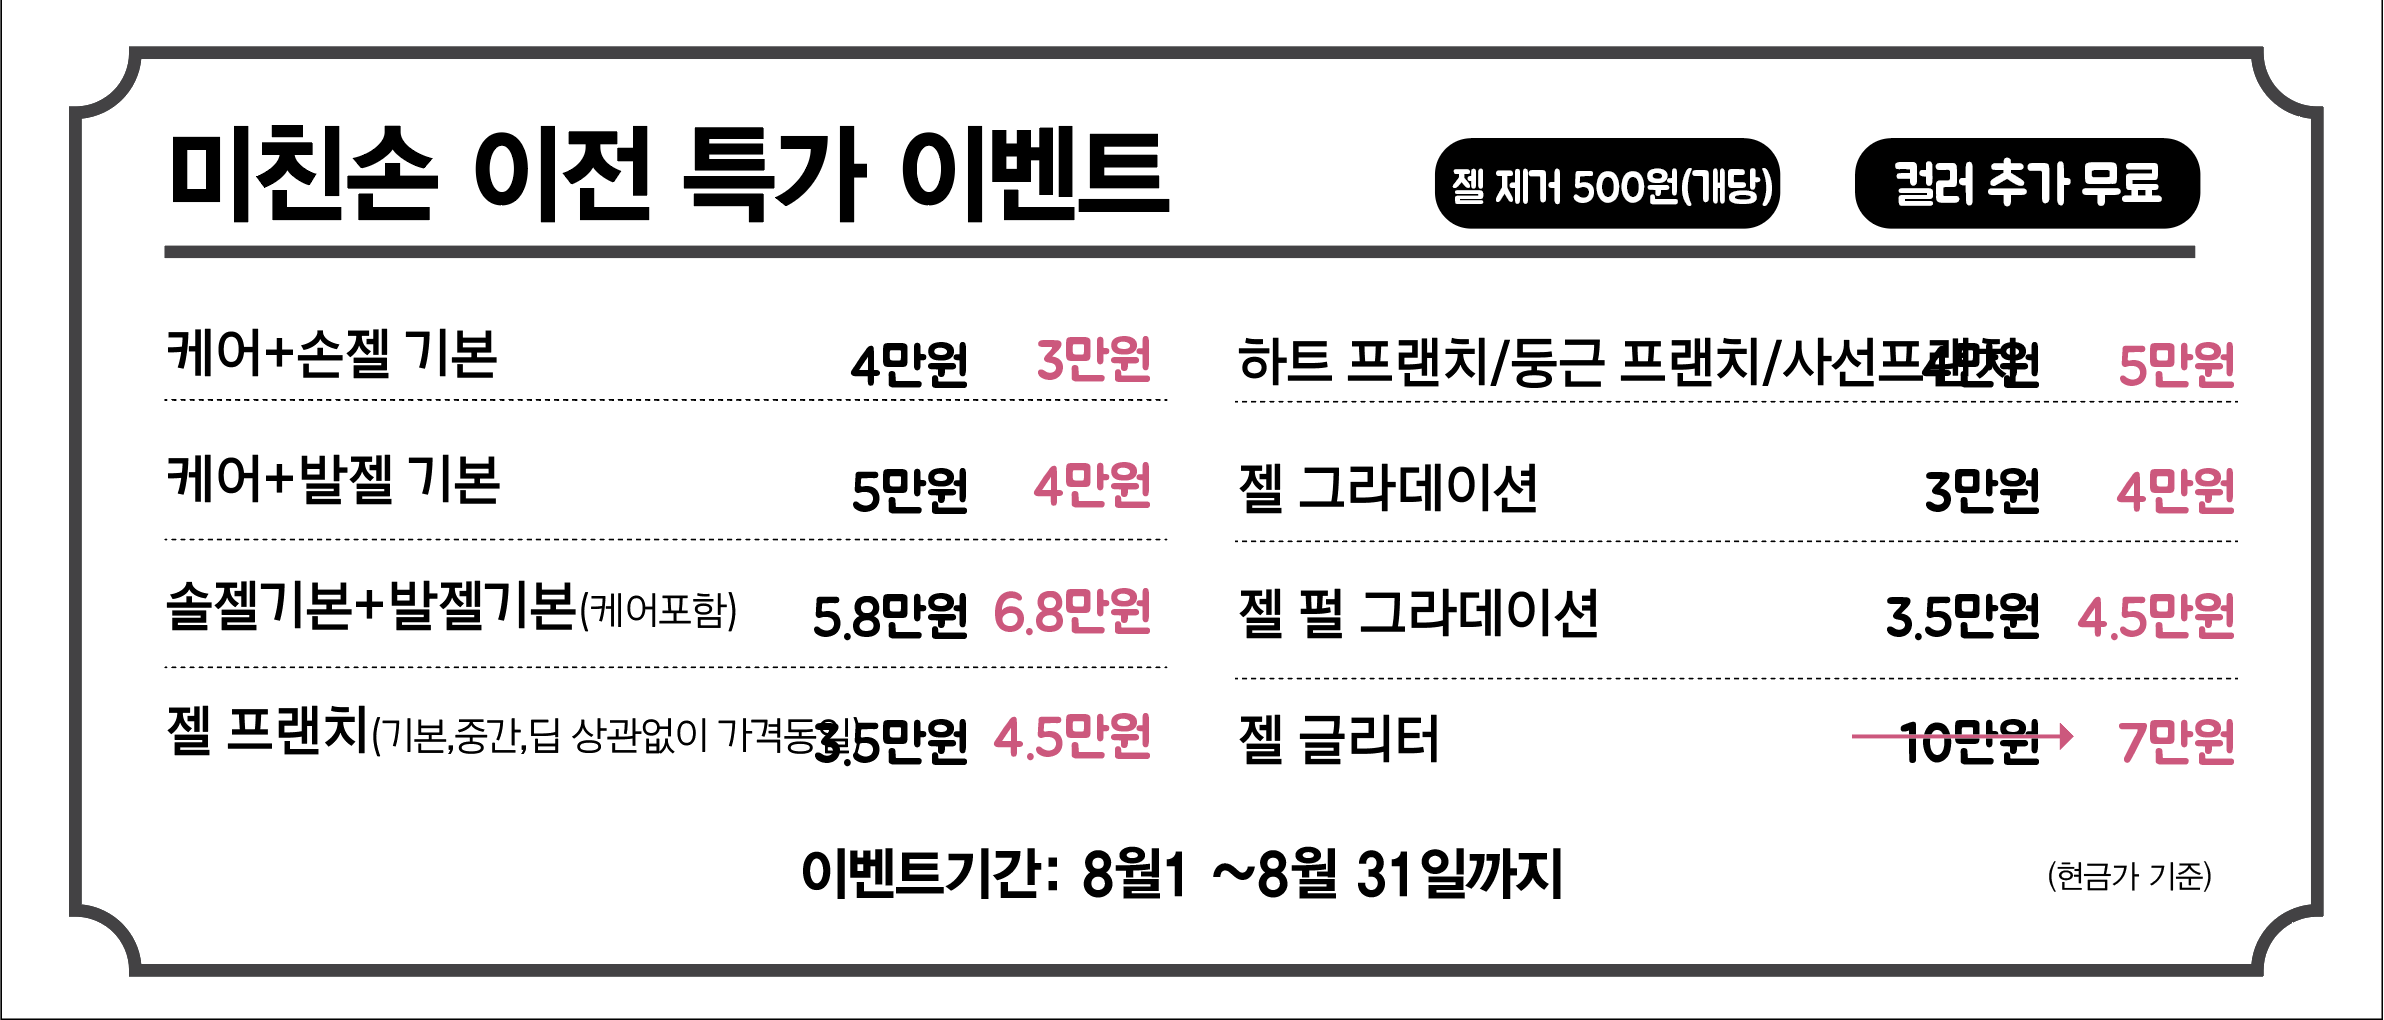 미친손 이전 특가 이벤트
젤 제거 500원(개당)
컬러 추가 무료
케어+손젤 기본 4만원 3만원
케어+발젤 기본 5만원 4만원
솔젤기본+발젤기본(케어포함) 5.8만원 6.8만원
젤 프랜치(기본,중간,딥 상관없이 가격동일) 3.5만원 4.5만원
하트 프랜치/둥근 프랜치/사선프랜치 4만원 5만원
젤 그라데이션 3만원 4만원
젤 펄 그라데이션 3.5만원 4.5만원
젤 글리터 10만원 7만원
이벤트기간: 8월1 ~8월 31일까지
(현금가 기준)